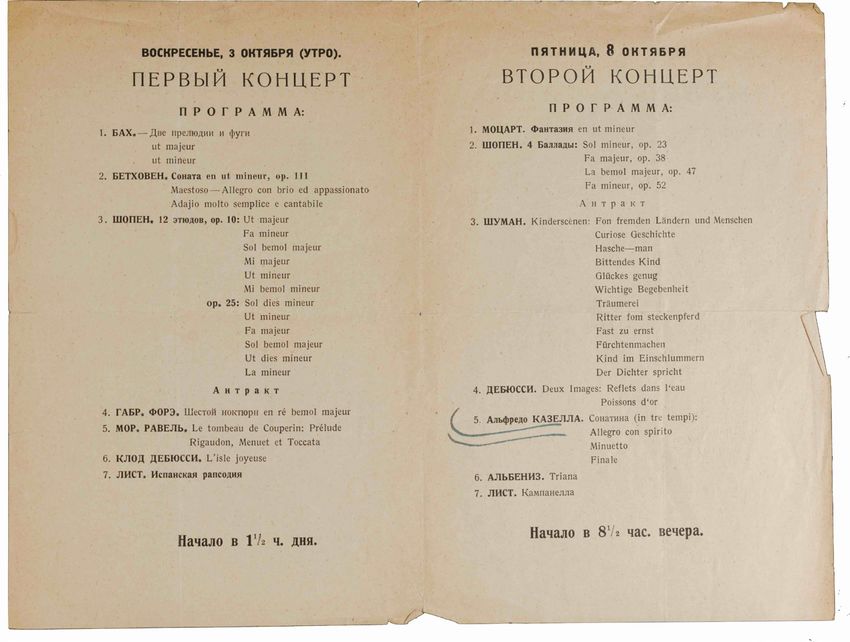 ВОСКРЕСЕНЬЕ, 3 ОКТЯБРЯ (УТРО).
ПЕРВЫЙ КОНЦЕРТ
ПРОГРАММА:
1. БАХ.—Две прелюдии и фуги
ut majeur
ut mineur
2. БЕТХОВЕН. Соната en ut mineur, op. 111
Maestoso—Allegro con brio ed appassionato
Adajio molto semplice e cantabile
3. ШОПЕН. 12 этюдов, op. 10: Ut majeur
Fa mineur
Sol bemol majeur
Mi majeur
Ut mineur
Mi bemol mineur
op. 25: Sol dies mineur
Ut mineur
Fa majeur
Sol bemol majeur
Ut dies mineur
La mineur
Антракт
4. ГАБР. ФОРЭ. Шестой ноктюрн en ré bemol majeur
5. МОР. РАВЕЛЬ. Le tombeau de Couperin: Prélude
Rigaudon, Menuet et Toccata
6. КЛОД ДЕБЮССИ. L'isle joyeuse
7. ЛИСТ. Испанская рапсодия
Начало в 1 1/2 ч. дня.
ПЯТНИЦА, 8 ОКТЯБРЯ
ВТОРОЙ КОНЦЕРТ
ПРОГРАММА:
1. МОЦАРТ. Фантазия en ut mineur
2. ШОПЕН. 4 Баллады: Sol mineur, op. 23
Fa majeur, op. 38
La bemol majeur, op. 47
Fa mineur, op. 52
Антракт
3. ШУМАН. Kinderscenen: Fon fremden Ländern und Menschen
Curiose Geschichte
Hasche—man
Bittendes Kind
Glückes genug
Wichtige Begebenheit
Träumerei
Ritter fom steckenpferd
Fast zu ernst
Fürchtenmachen
Kind im Einschlummern
Der Dichter spricht
4. ДЕБЮССИ. Deux Images: Reflets dans l'eau
Poissons d'or
5. Альфредо КАЗЕЛЛА. Сонатина (in tre tempi):
Allegro con spirito
Minuetto
Finale
6. АЛЬБЕНИЗ. Triana
7. ЛИСТ. Кампанелла
Начало в 8 1/2 час. вечера.